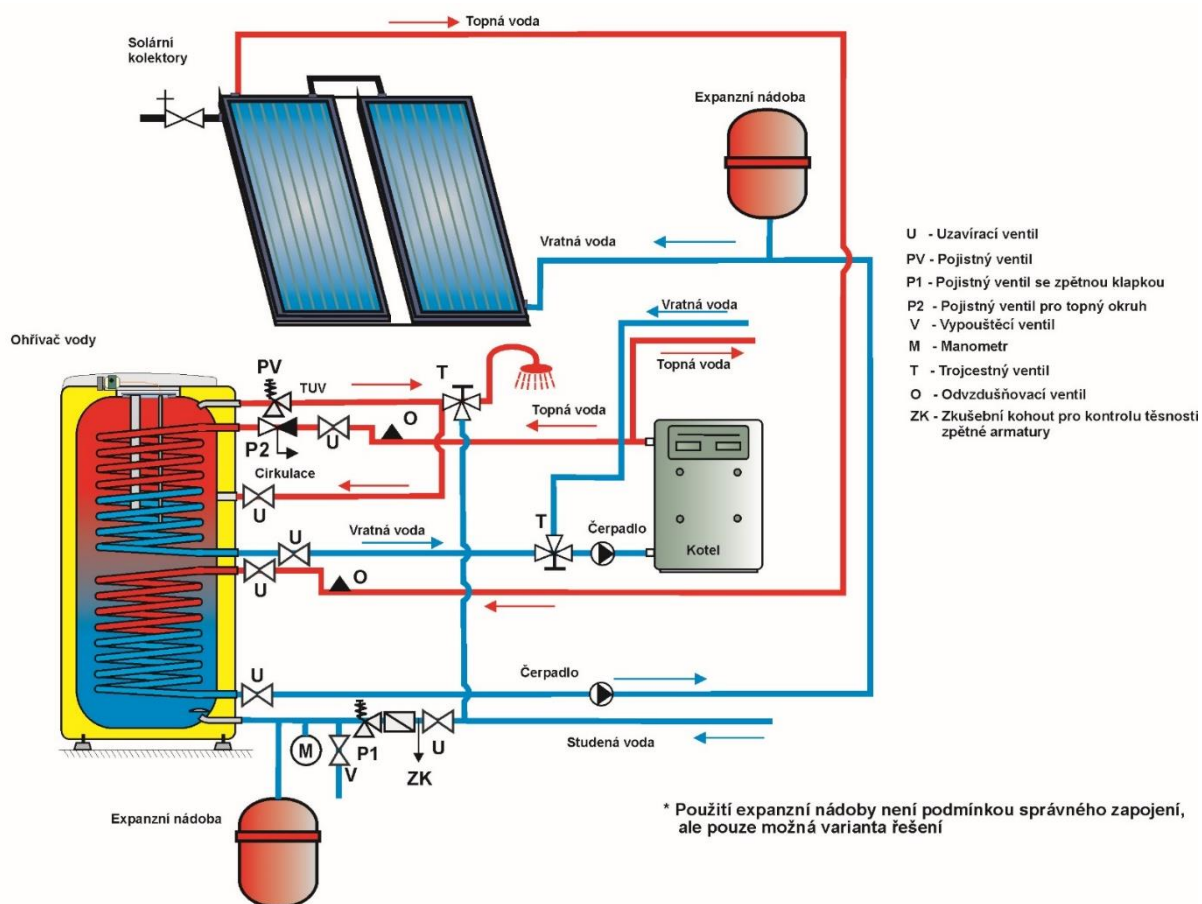 Topná voda
Solární
kolektory
Expanzní nádoba
Vratná voda
Vratná voda
Topná voda
U - Uzavírací ventil
PV - Pojistný ventil
P1 - Pojistný ventil se zpětnou klapkou
P2 - Pojistný ventil pro topný okruh
V - Vypouštěcí ventil
M - Manometr
T - Trojcestný ventil
O - Odvzdušňovací ventil
ZK - Zkušební kohout pro kontrolu těsnosti
zpětné armatury
Ohřívač vody
PV
TUV
T
O
Topná voda
P2
U
Cirkulace
U
Vratná voda
U
T
Čerpadlo
Kotel
U
O
U
Čerpadlo
M
V
P1
ZK
U
Studená voda
Expanzní nádoba
* Použití expanzní nádoby není podmínkou správného zapojení,
ale pouze možná varianta řešení